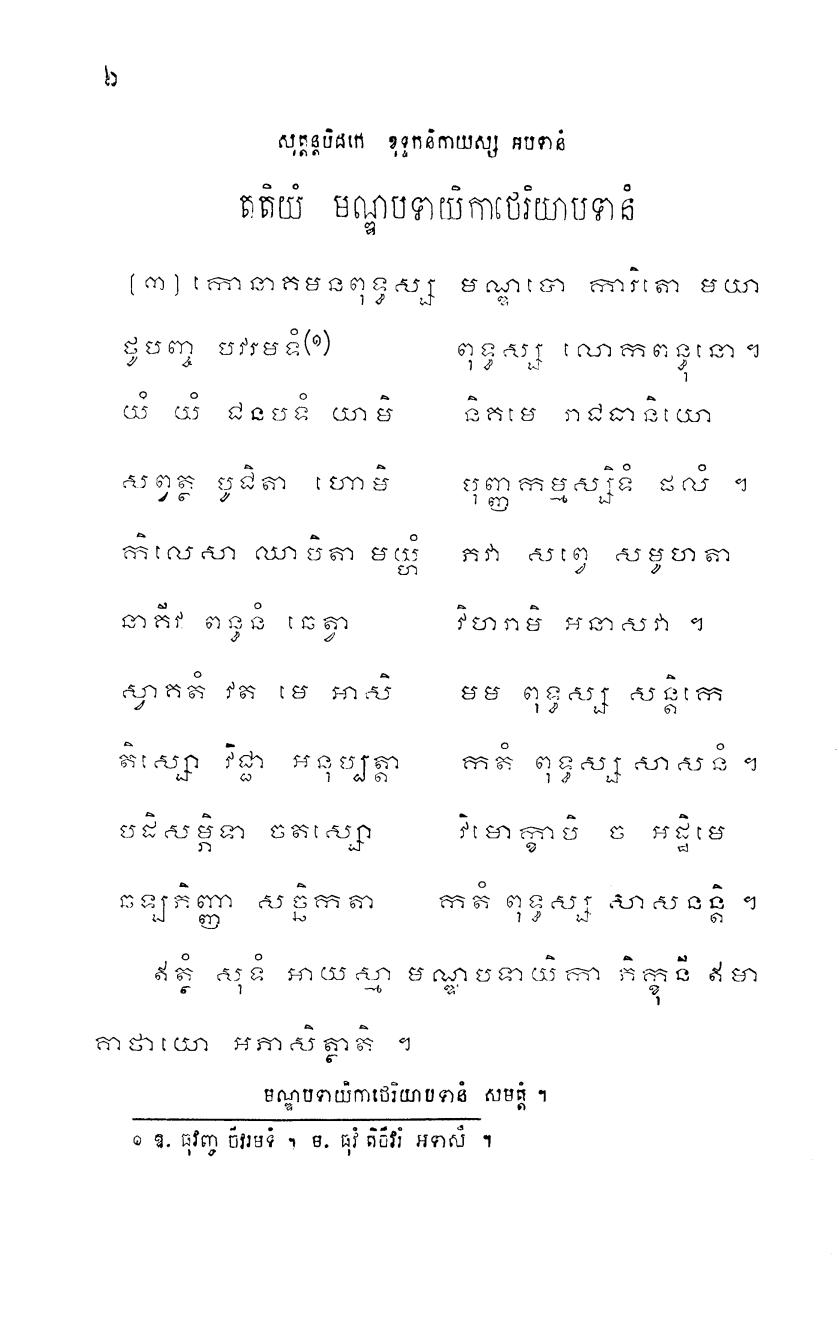 ៦
សុត្តន្តបិដកេ ខុទ្ទកនិកាយស្ស អបទានំ
តតិយំ មណ្ឌបទាយិកាថេរិយាបទានំ
[៣] កោនាគមនពុទ្ធស្ស មណ្ឌបោ ការិតោ មយា
ថូបញ្ច បវរមទំ(១) ពុទ្ធស្ស លោកពន្ធុនោ ។
យំ យំ ជនបទំ យាមិ និគមេ រាជធានិយោ
សព្វត្ថ បូជិតា ហោមិ បុញ្ញកម្មស្សិទំ ផលំ ។
កិលេសា ឈាបិតា មយ្ហំ ភវា សព្វេ សមូហតា
នាគីវ ពន្ធនំ ឆេត្វា វិហរាមិ អនាសវា ។
ស្វាគតំ វត មេ អាសិ មម ពុទ្ធស្ស សន្តិកេ
តិស្សោ វិជ្ជា អនុប្បត្តា កតំ ពុទ្ធស្ស សាសនំ ។
បដិសម្ភិទា ចតស្សោ វិមោក្ខាបិ ច អដ្ឋិមេ
ឆឡភិញ្ញា សច្ឆិកតា កតំ ពុទ្ធស្ស សាសនន្តិ ។
ឥត្ថំ សុទំ អាយស្មា មណ្ឌបទាយិកា ភិក្ខុនី ឥមា
គាថាយោ អភាសិត្ថាតិ ។
មណ្ឌបទាយិកាថេរិយាបទានំ សមត្តំ ។
១ ឱ. ធុវញ្ច ចីវរមទំ ។ ម. ធុវំ តិចីវរំ អទាសឹ ។